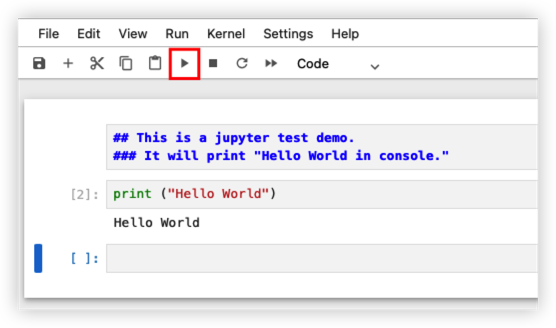 File Edit View Run Kernel Settings Help
Code
## This is a jupyter test demo.
### It will print "Hello World in console."
[2]: print ("Hello World")
Hello World
[ ]: